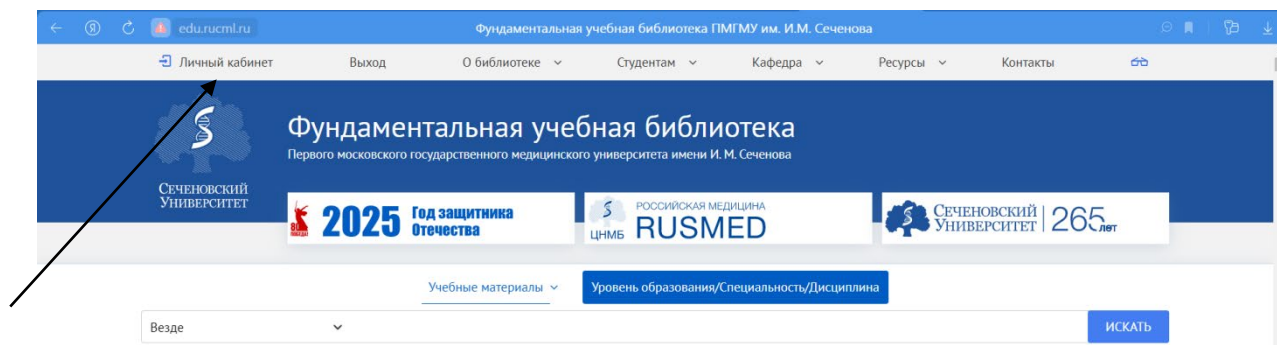 edu.rucml.ru Фундаментальная учебная библиотека ПМГМУ им. И.М. Сеченова
Личный кабинет Выход О библиотеке Студентам Кафедра Ресурсы Контакты
Фундаментальная учебная библиотека
Первого московского государственного медицинского университета имени И. М. Сеченова
Сеченовский
Университет
2025 Год защитника
Отечества
РОССИЙСКАЯ МЕДИЦИНА
ЦНМБ RUSMED
Сеченовский
Университет 265 лет
Учебные материалы Уровень образования/Специальность/Дисциплина
Везде ИСКАТЬ